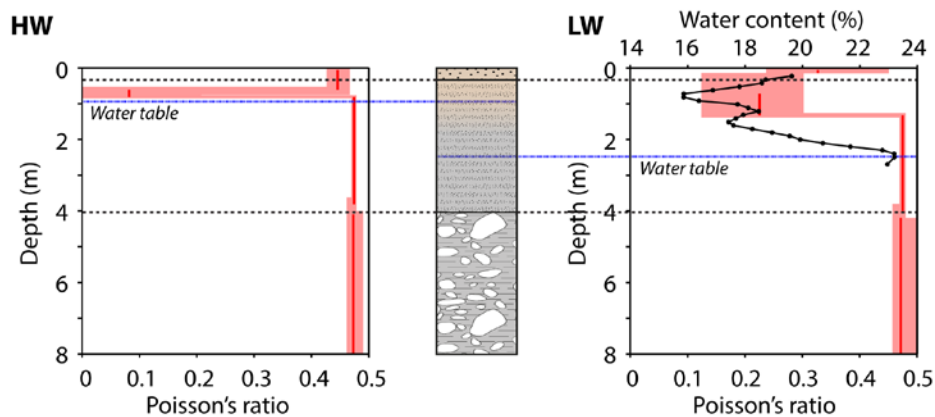 HW
LW
Water content (%)
14 16 18 20 22 24
0
2
4
6
8
Depth (m)
Water table
0 0.1 0.2 0.3 0.4 0.5
Poisson's ratio
0
2
4
6
8
Depth (m)
Water table
0 0.1 0.2 0.3 0.4 0.5
Poisson's ratio